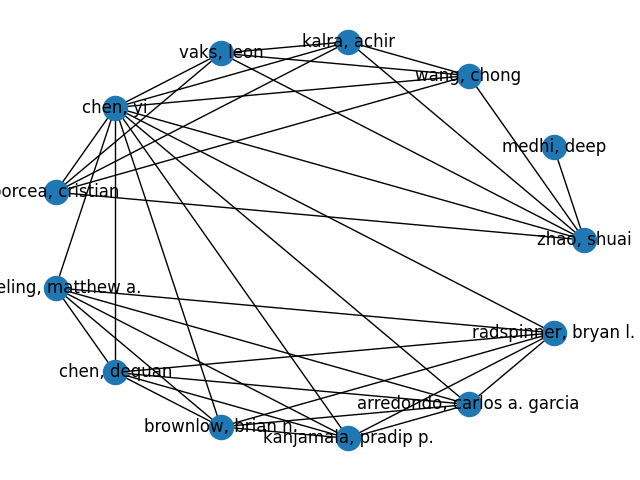 kalra, achir
vaks, leon
wang, chong
chen, yi
medhi, deep
orcea, cristian
zhao, shuai
eling, matthew a.
radspinner, bryan l.
chen, dequan
arredondo, carlos a. garcia
brownlow, brian n.
kanjamala, pradip p.